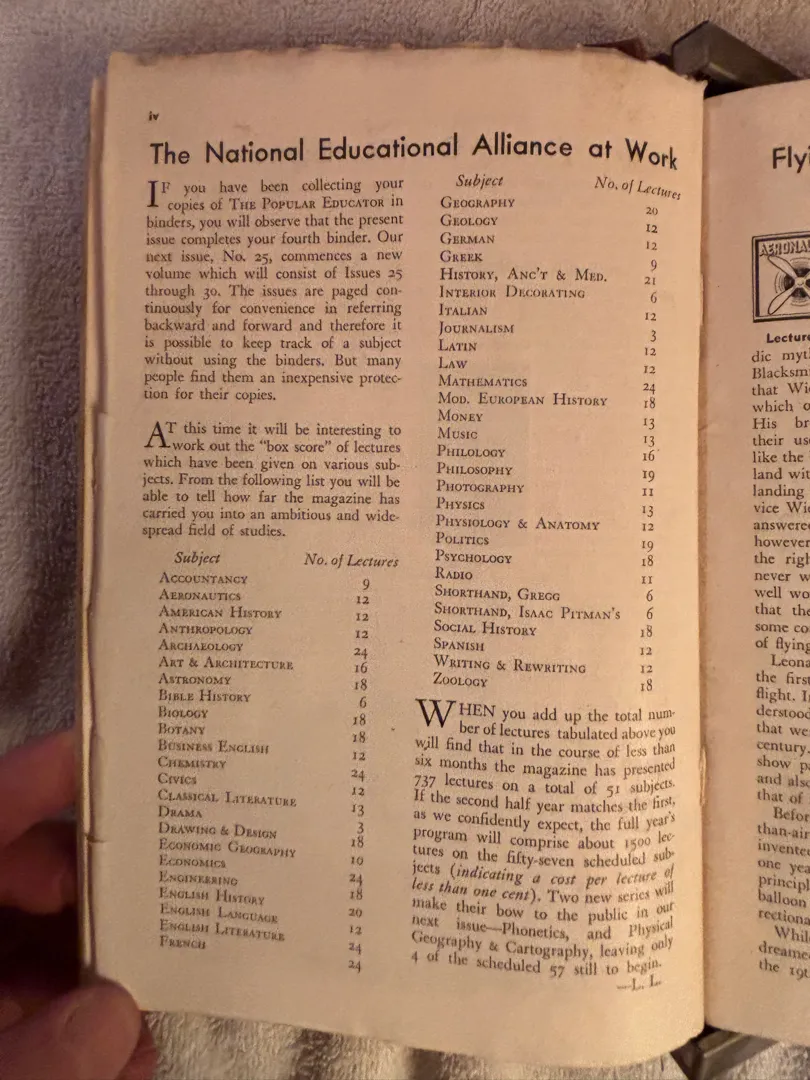 iv
The National Educational Alliance at Work
IF you have been collecting your
copies of THE POPULAR EDUCATOR in
binders, you will observe that the present
issue completes your fourth binder. Our
next issue, No. 25, commences a new
volume which will consist of Issues 25
through 30. The issues are paged con-
tinuously for convenience in referring
backward and forward and therefore it
is possible to keep track of a subject
without using the binders. But many
people find them an inexpensive protec-
tion for their copies.
AT this time it will be interesting to
work out the "box score" of lectures
which have been given on various sub-
jects. From the following list you will be
able to tell how far the magazine has
carried you into an ambitious and wide-
spread field of studies.
Subject No. of Lectures
ACCOUNTANCY 9
AERONAUTICS 12
AMERICAN HISTORY 12
ANTHROPOLOGY 12
ARCHAEOLOGY 24
ART & ARCHITECTURE 16
ASTRONOMY 18
BIBLE HISTORY 6
BIOLOGY 18
BOTANY 18
BUSINESS ENGLISH 12
CHEMISTRY 24
CIVICS 12
CLASSICAL LITERATURE 13
DRAMA 3
DRAWING & DESIGN 18
ECONOMIC GEOGRAPHY 10
ECONOMICS 24
ENGINEERING 18
ENGLISH HISTORY 20
ENGLISH LANGUAGE 12
ENGLISH LITERATURE 24
FRENCH 24
Subject No. of Lectures
GEOGRAPHY 20
GEOLOGY 12
GERMAN 12
GREEK 9
HISTORY, ANC'T & MED. 21
INTERIOR DECORATING 6
ITALIAN 12
JOURNALISM 3
LATIN 12
LAW 12
MATHEMATICS 24
MOD. EUROPEAN HISTORY 18
MONEY 13
MUSIC 13
PHILOLOGY 16
PHILOSOPHY 19
PHOTOGRAPHY 11
PHYSICS 13
PHYSIOLOGY & ANATOMY 12
POLITICS 19
PSYCHOLOGY 18
RADIO 11
SHORTHAND, GREGG 6
SHORTHAND, ISAAC PITMAN'S 6
SOCIAL HISTORY 18
SPANISH 12
WRITING & REWRITING 12
ZOOLOGY 18
WHEN you add up the total num-
ber of lectures tabulated above you
will find that in the course of less than
six months the magazine has presented
737 lectures on a total of 51 subjects.
If the second half year matches the first,
as we confidently expect, the full year's
program will comprise about 1500 lec-
tures on the fifty-seven scheduled sub-
jects (indicating a cost per lecture of
less than one cent). Two new series will
make their bow to the public in our
next issue—Phonetics, and Physical
Geography & Cartography, leaving only
4 of the scheduled 57 still to begin.
—L. L.
Flyi
AERONAU
Lecture
dic myt
Blacksmi
that Wi
which o
His br
their us
like the
land wit
landing
vice Wi
answere
however
the righ
never w
well wo
that the
some co
of flying
Leona
the first
flight. I
derstood
that we
century.
show pa
and also
that of
Befor
than-air
invente
one yea
principl
balloon
rectiona
Whil
dreame
the 19t